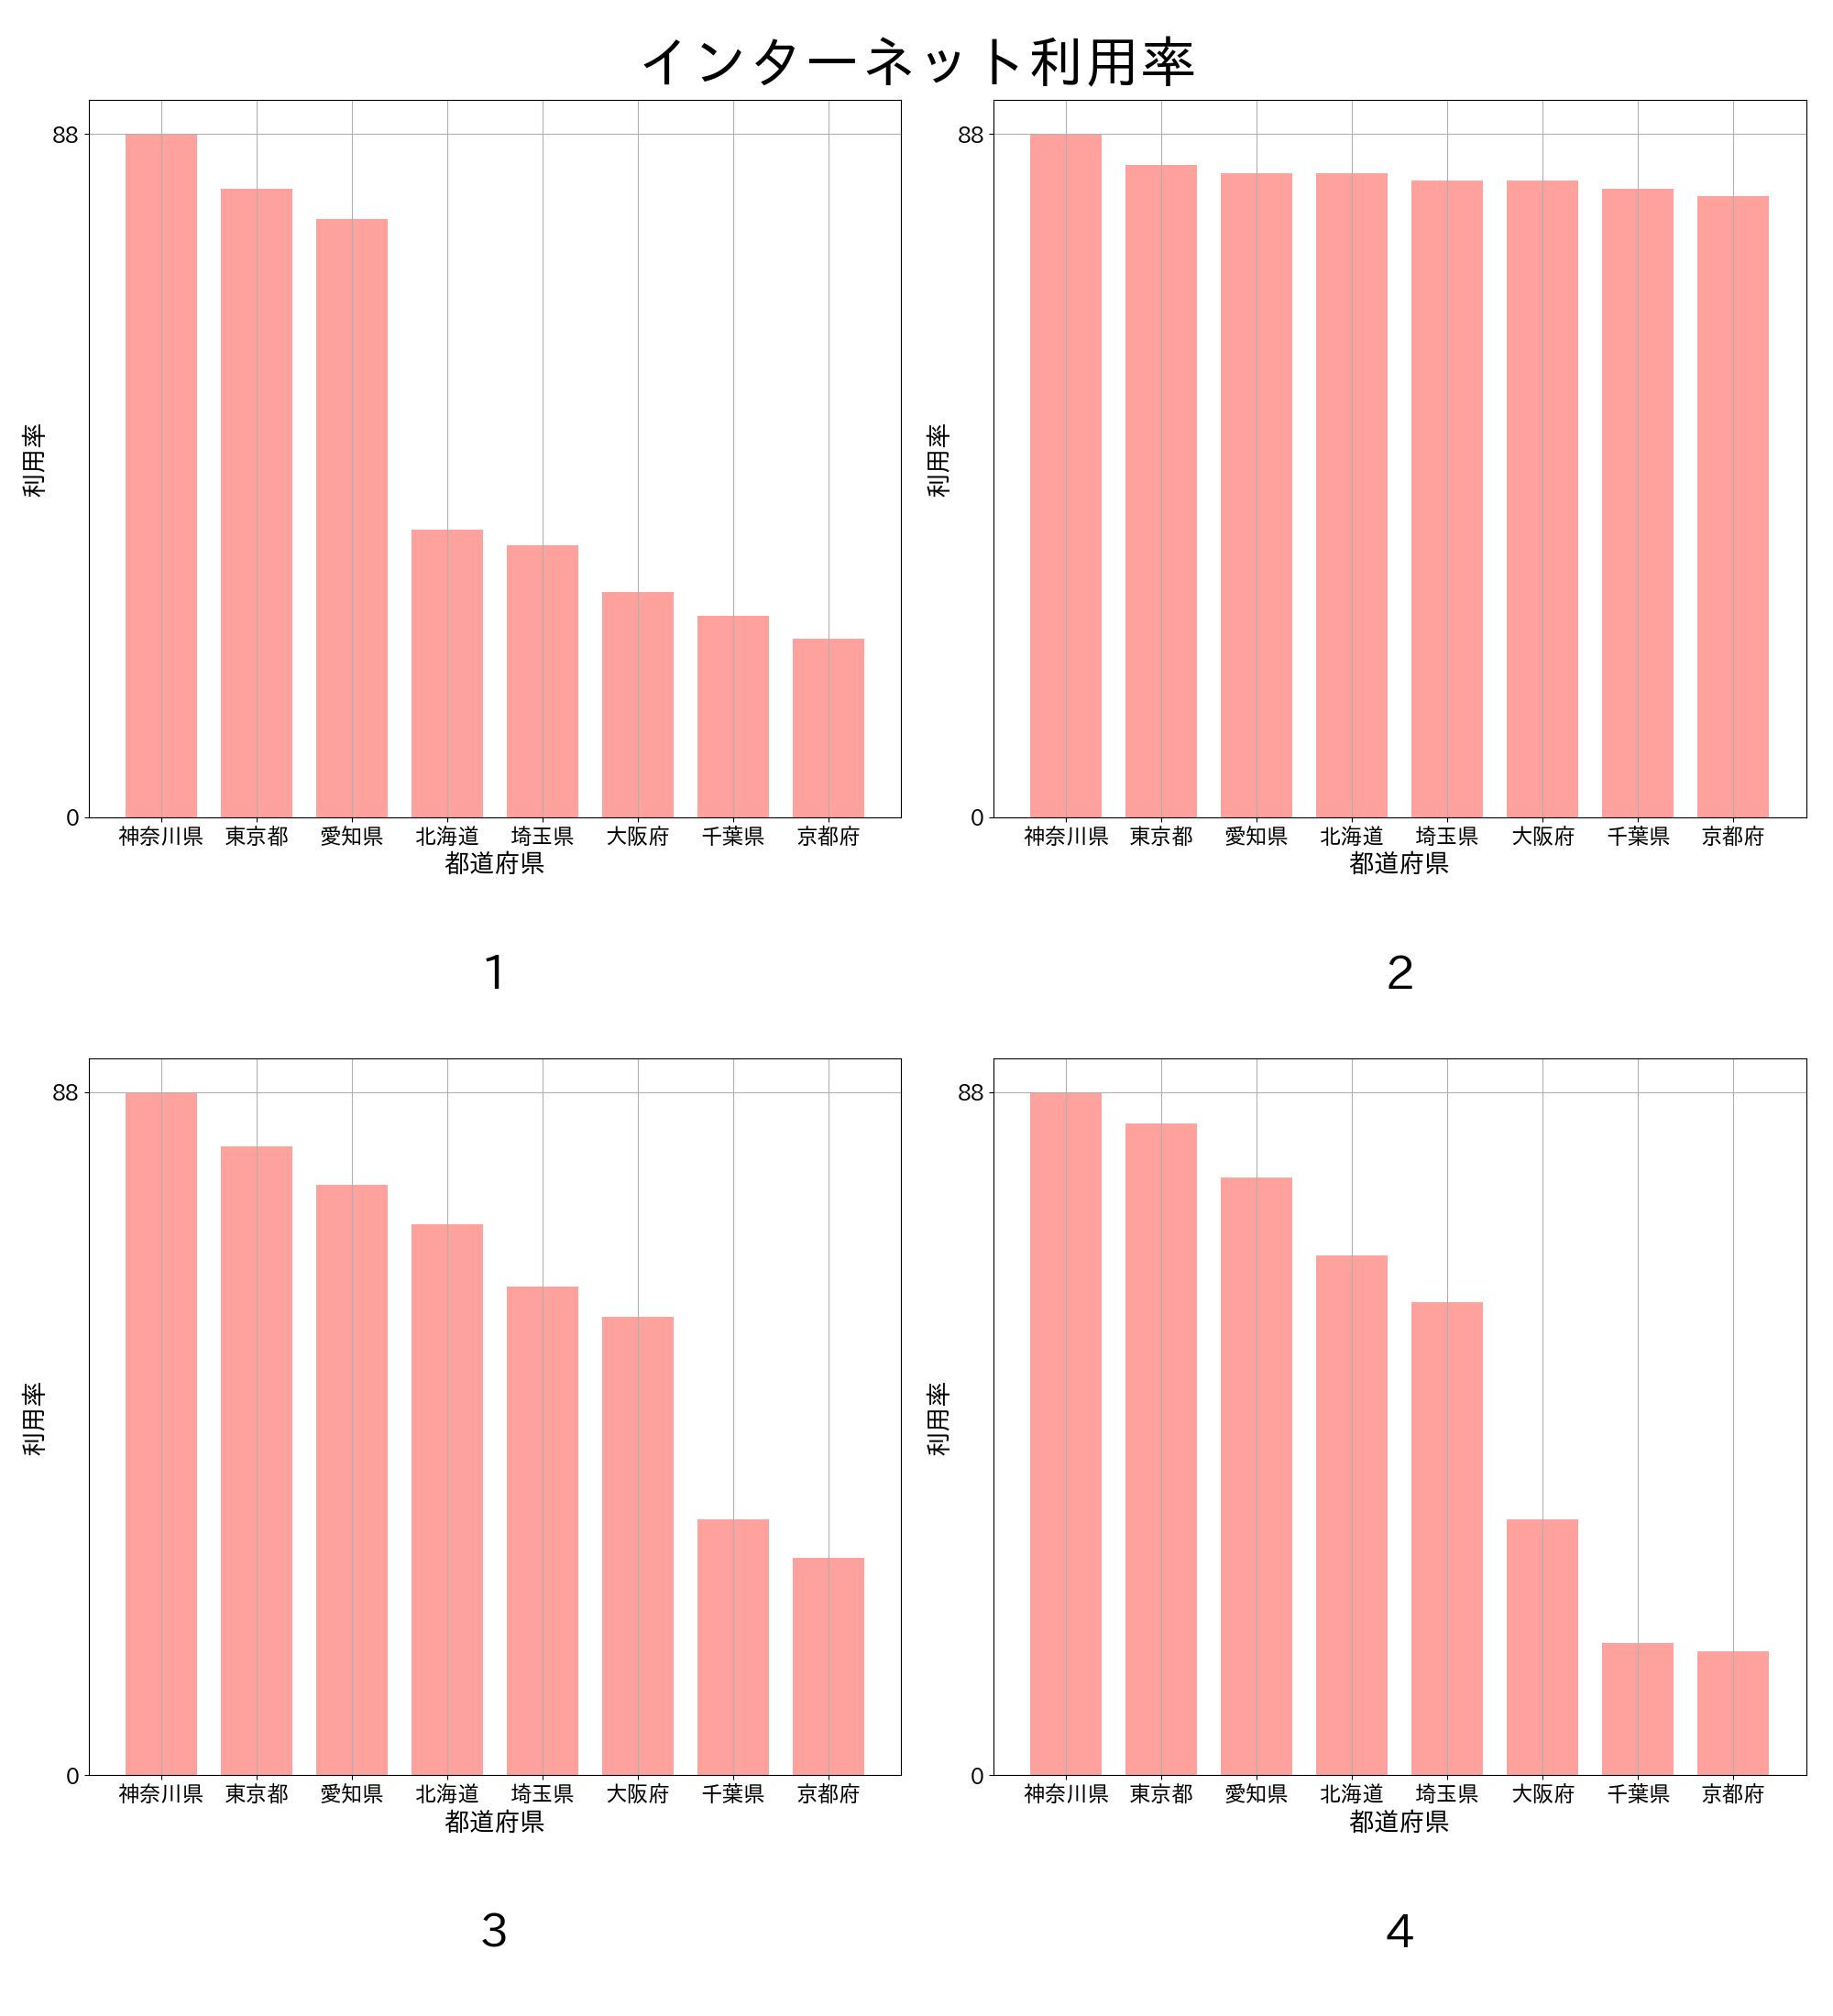 インターネット利用率
88
0
利用率
神奈川県 東京都 愛知県 北海道 埼玉県 大阪府 千葉県 京都府
都道府県
1
88
0
利用率
神奈川県 東京都 愛知県 北海道 埼玉県 大阪府 千葉県 京都府
都道府県
2
88
0
利用率
神奈川県 東京都 愛知県 北海道 埼玉県 大阪府 千葉県 京都府
都道府県
3
88
0
利用率
神奈川県 東京都 愛知県 北海道 埼玉県 大阪府 千葉県 京都府
都道府県
4